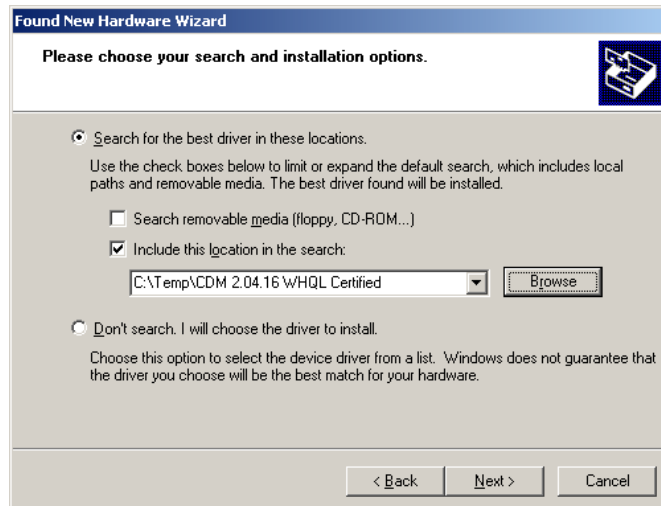 Found New Hardware Wizard
Please choose your search and installation options.
Search for the best driver in these locations.
Use the check boxes below to limit or expand the default search, which includes local
paths and removable media. The best driver found will be installed.
Search removable media (floppy, CD-ROM...)
Include this location in the search:
C:\Temp\CDM 2.04.16 WHQL Certified
Browse
Don't search. I will choose the driver to install.
Choose this option to select the device driver from a list.  Windows does not guarantee that
the driver you choose will be the best match for your hardware.
< Back Next > Cancel